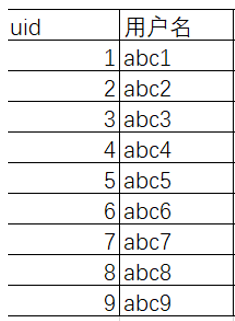 uid 用户名
1 abc1
2 abc2
3 abc3
4 abc4
5 abc5
6 abc6
7 abc7
8 abc8
9 abc9